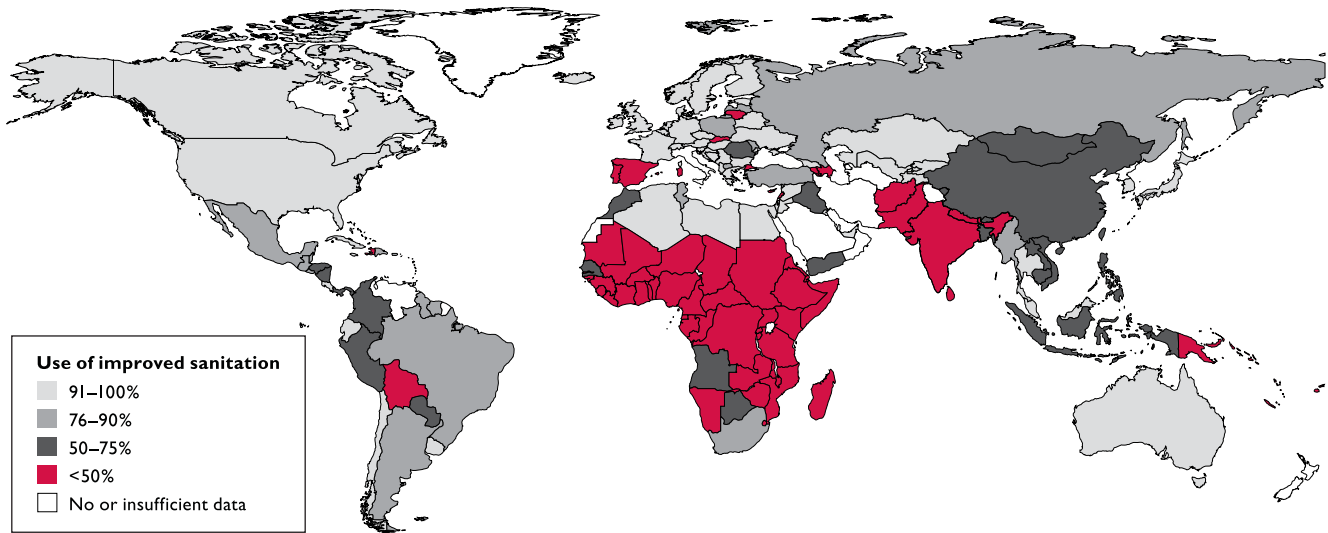 Use of improved sanitation
91–100%
76–90%
50–75%
<50%
No or insufficient data